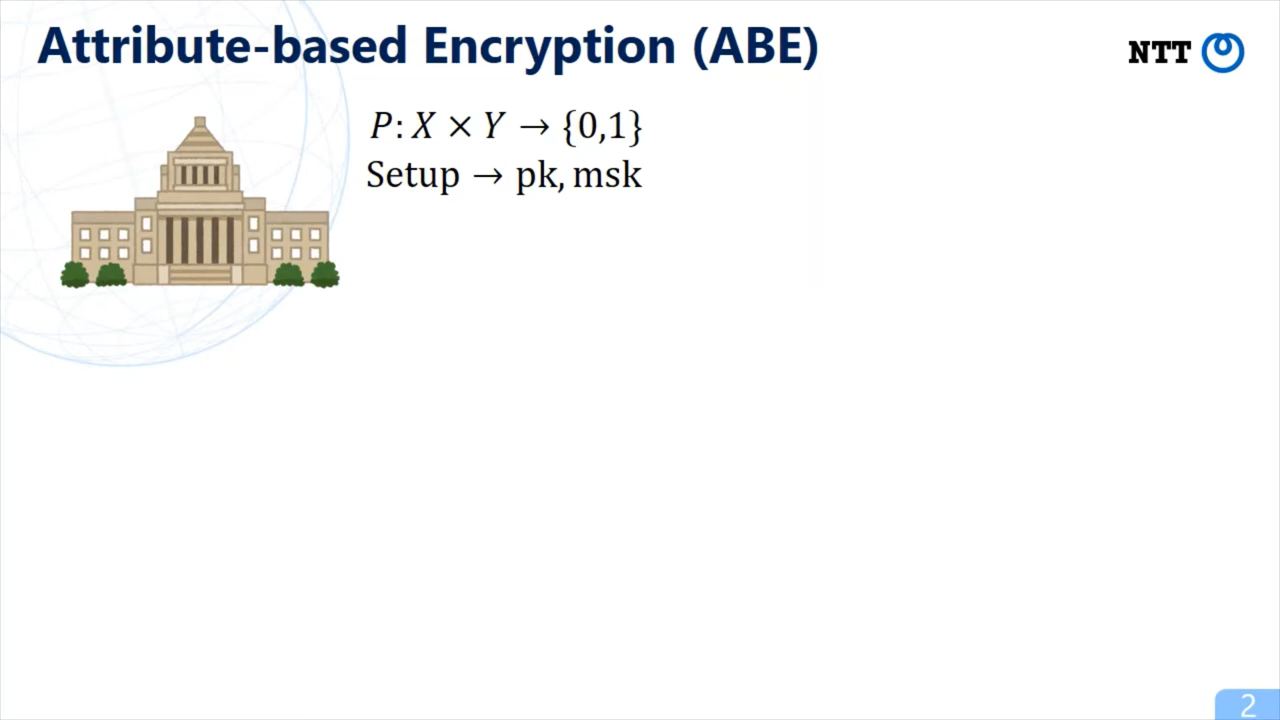 Attribute-based Encryption (ABE)
NTT
P: X × Y → {0,1}
Setup → pk, msk
2